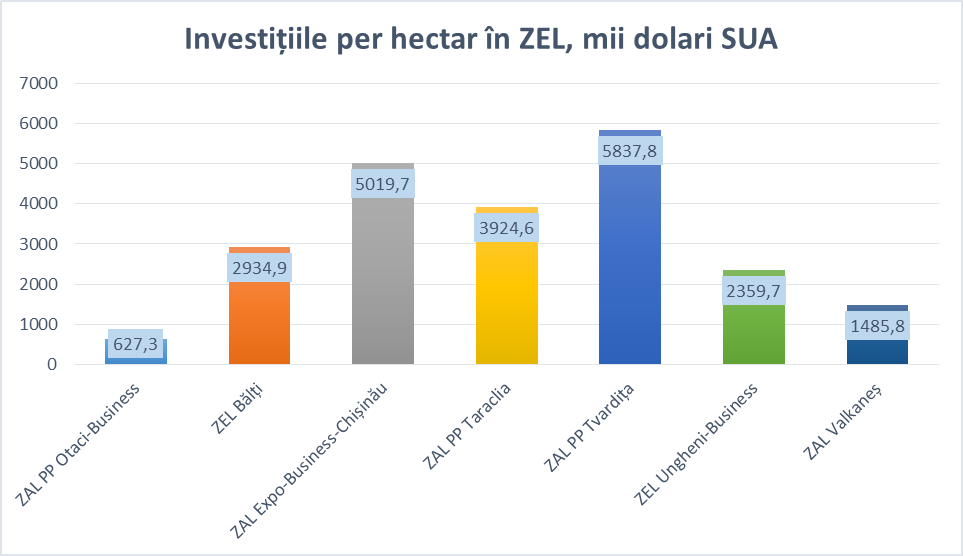 Investițiile per hectar în ZEL, mii dolari SUA
7000
6000
5000
4000
3000
2000
1000
0
627,3
2934,9
5019,7
3924,6
5837,8
2359,7
1485,8
ZAL PP Otaci-Business
ZEL Bălți
ZAL Expo-Business-Chișinău
ZAL PP Taraclia
ZAL PP Tvardița
ZEL Ungheni-Business
ZAL Valkaneș